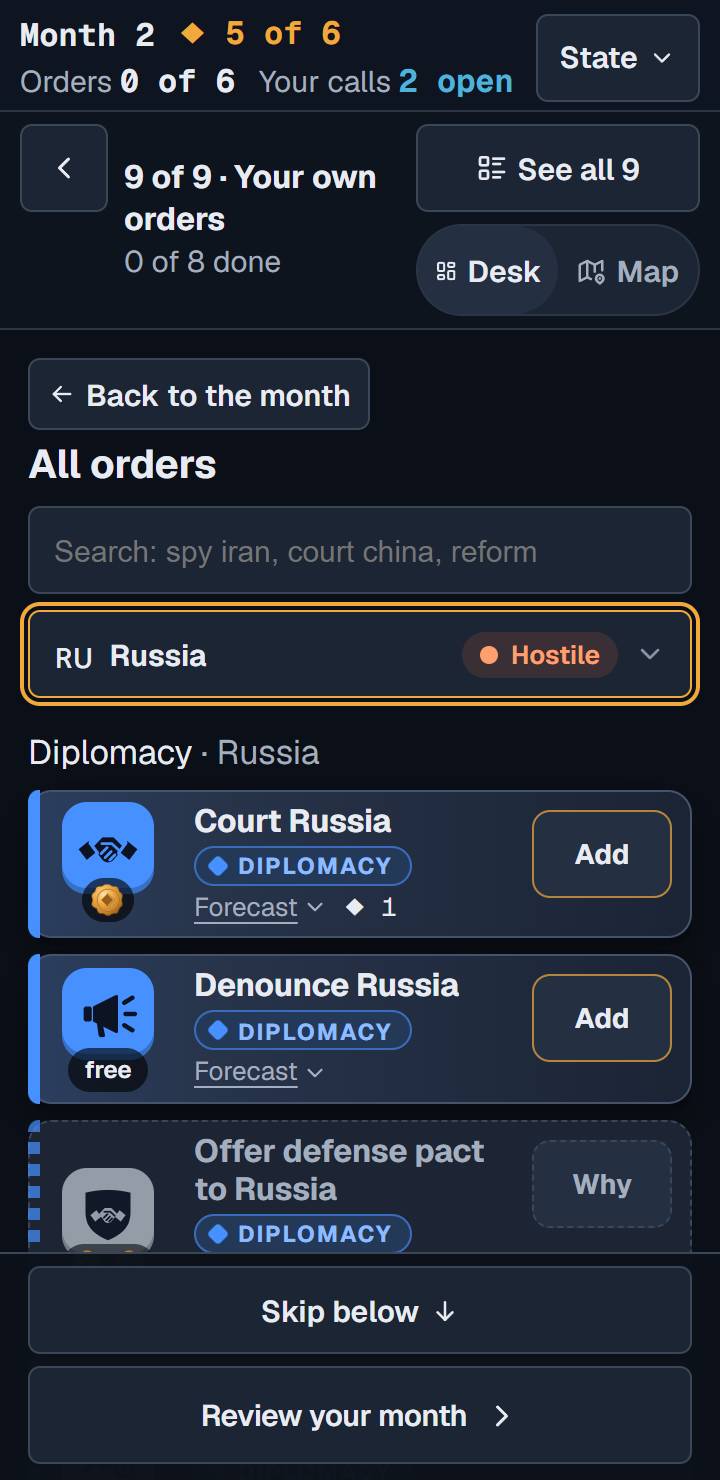 Month 2 ◆ 5 of 6
Orders 0 of 6 Your calls 2 open
State
9 of 9 · Your own
orders
0 of 8 done
See all 9
Desk
Map
Back to the month
All orders
Search: spy iran, court china, reform
RU Russia
Hostile
Diplomacy · Russia
Court Russia
DIPLOMACY
Forecast ◆ 1
Add
Denounce Russia
DIPLOMACY
Forecast
free
Add
Offer defense pact
to Russia
DIPLOMACY
Why
Skip below ↓
Review your month